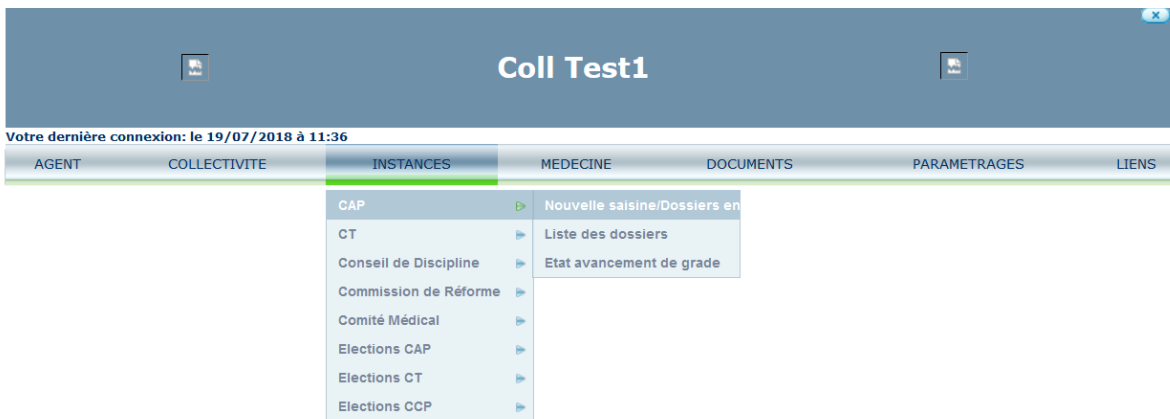 Coll Test1
Votre dernière connexion: le 19/07/2018 à 11:36
AGENT COLLECTIVITE INSTANCES MEDECINE DOCUMENTS PARAMETRAGES LIENS
CAP Nouvelle saisine/Dossiers en
CT Liste des dossiers
Conseil de Discipline Etat avancement de grade
Commission de Réforme
Comité Médical
Elections CAP
Elections CT
Elections CCP